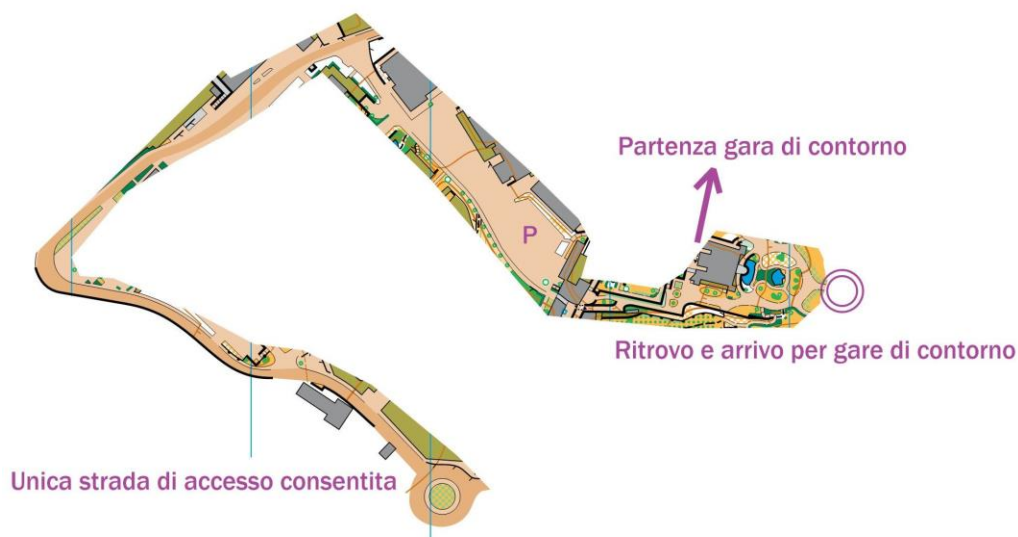 Partenza gara di contorno
P
Ritrovo e arrivo per gare di contorno
Unica strada di accesso consentita